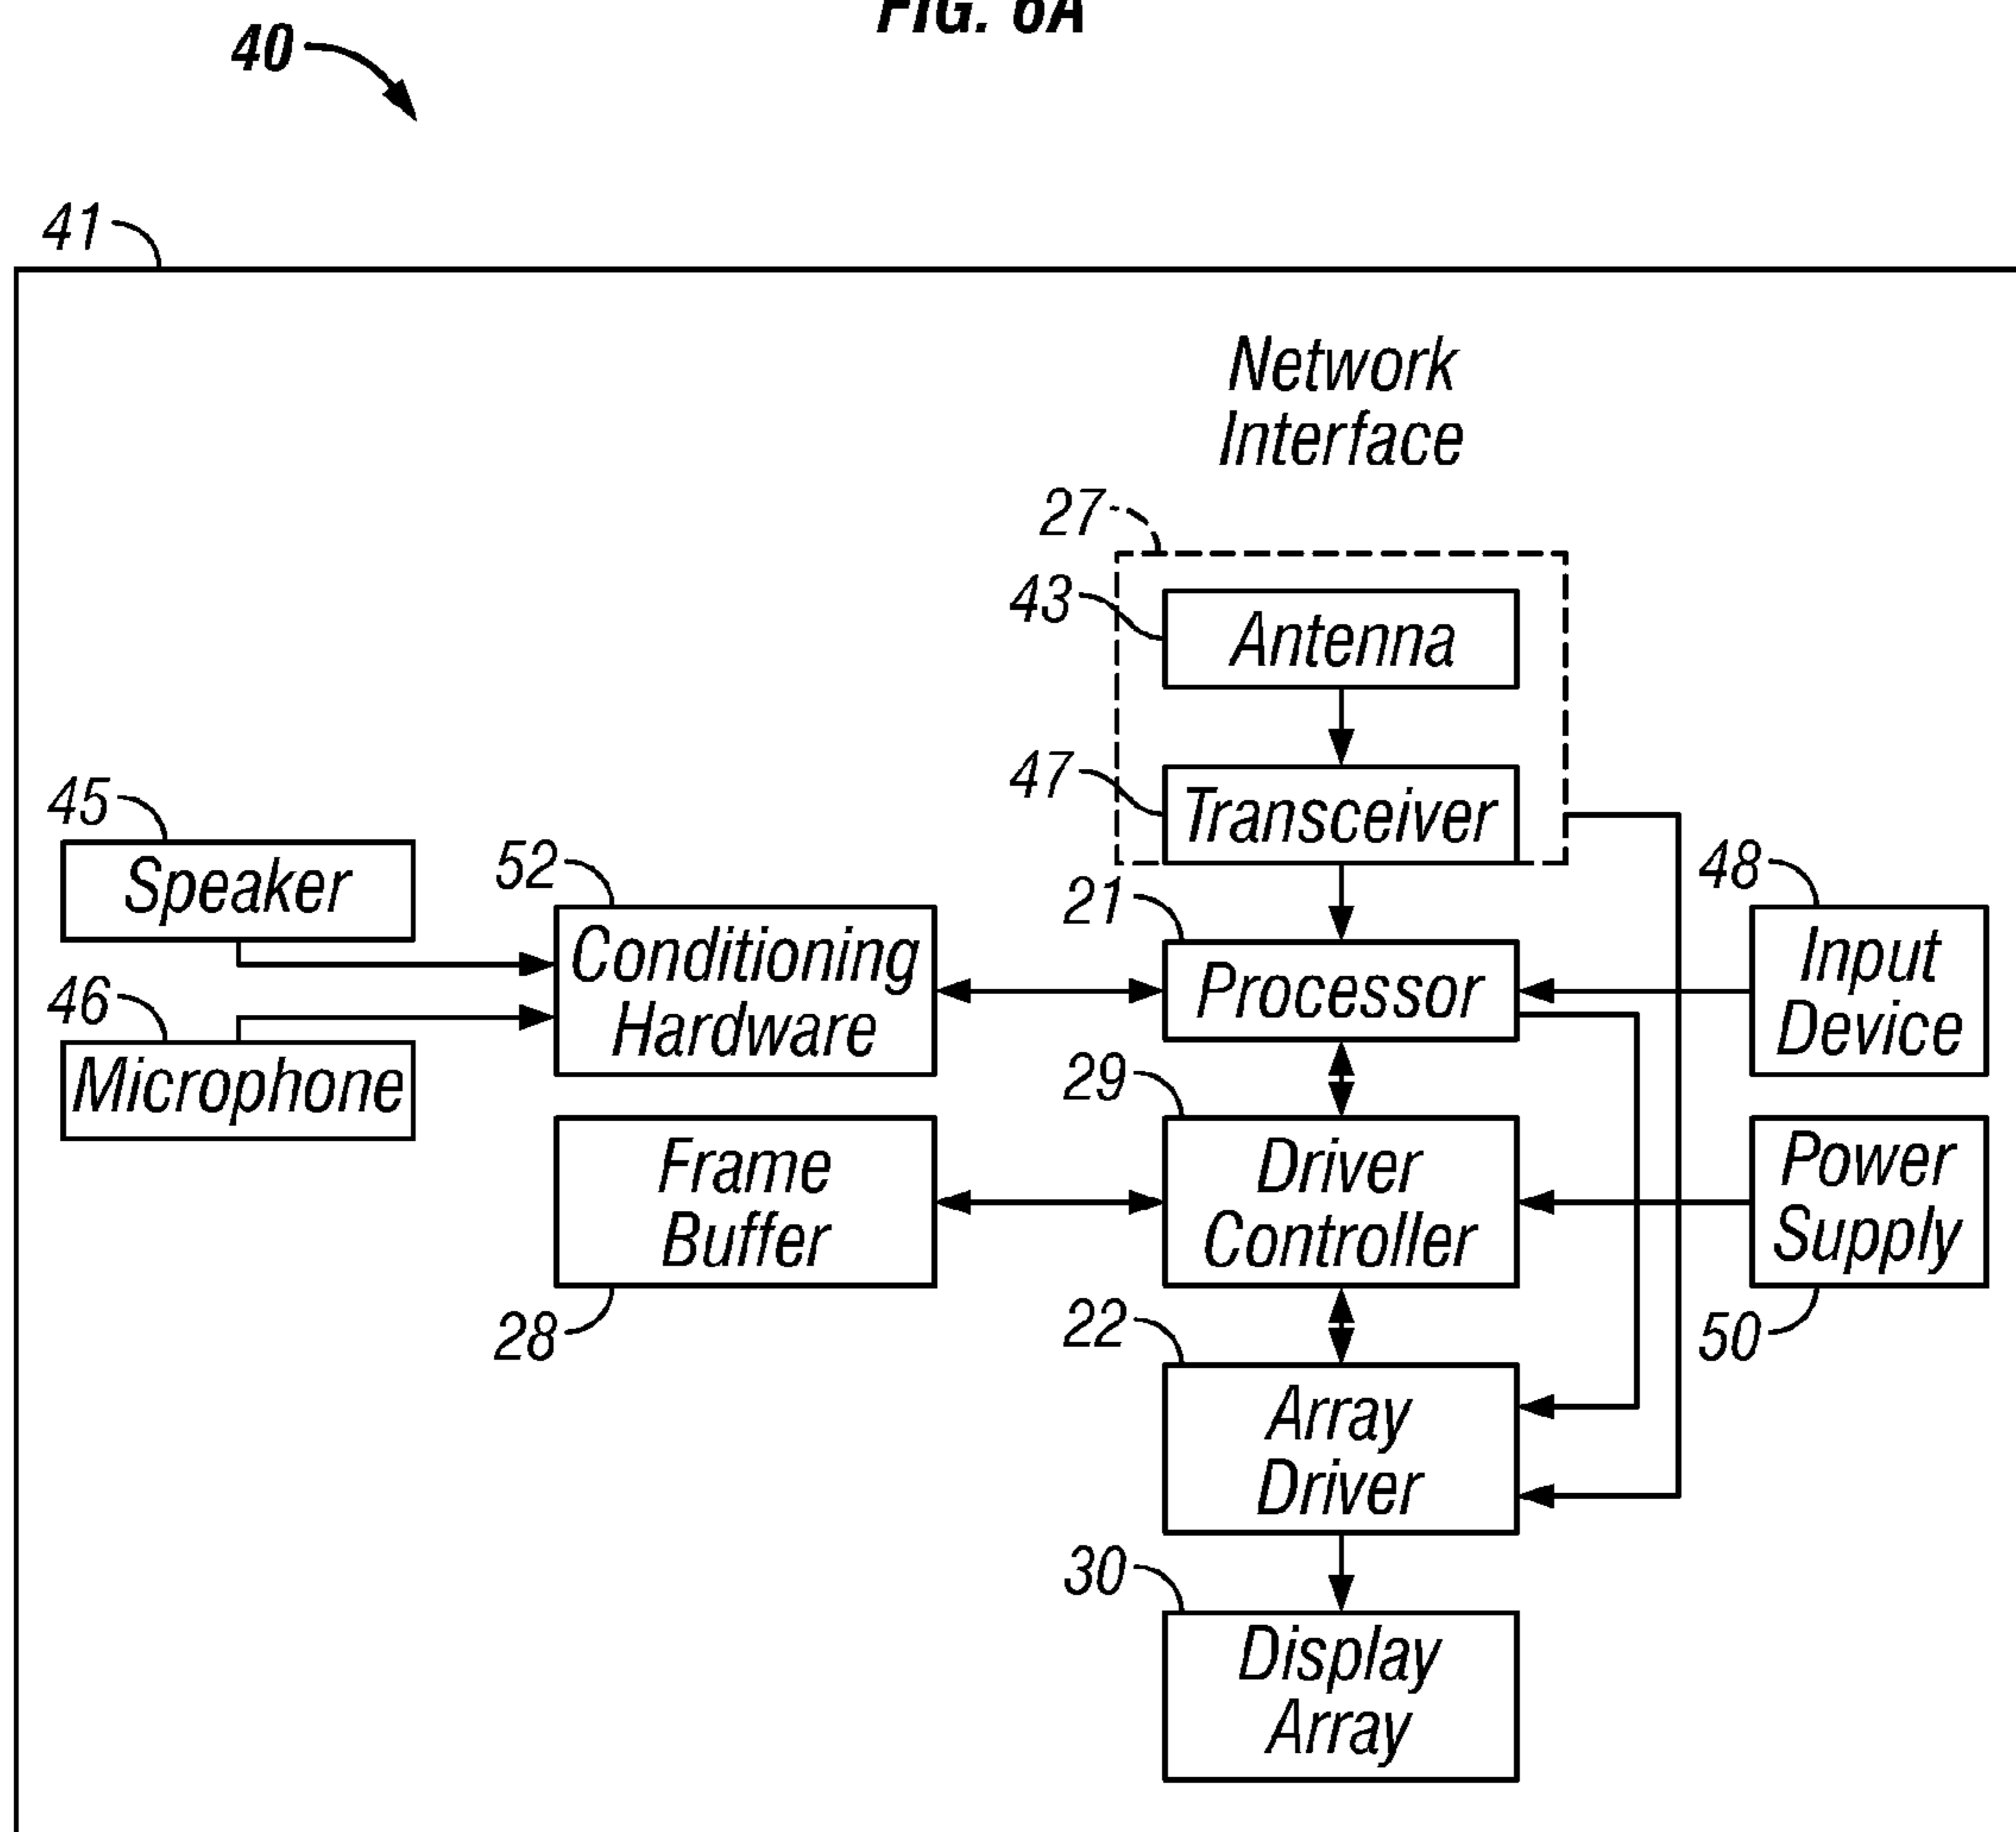 FIG. 6A
40
41
Network
Interface
27
43
Antenna
47
Transceiver
45
Speaker
52
Conditioning
Hardware
21
Processor
48
Input
Device
46
Microphone
29
Driver
Controller
Frame
Buffer
28
Power
Supply
50
22
Array
Driver
30
Display
Array